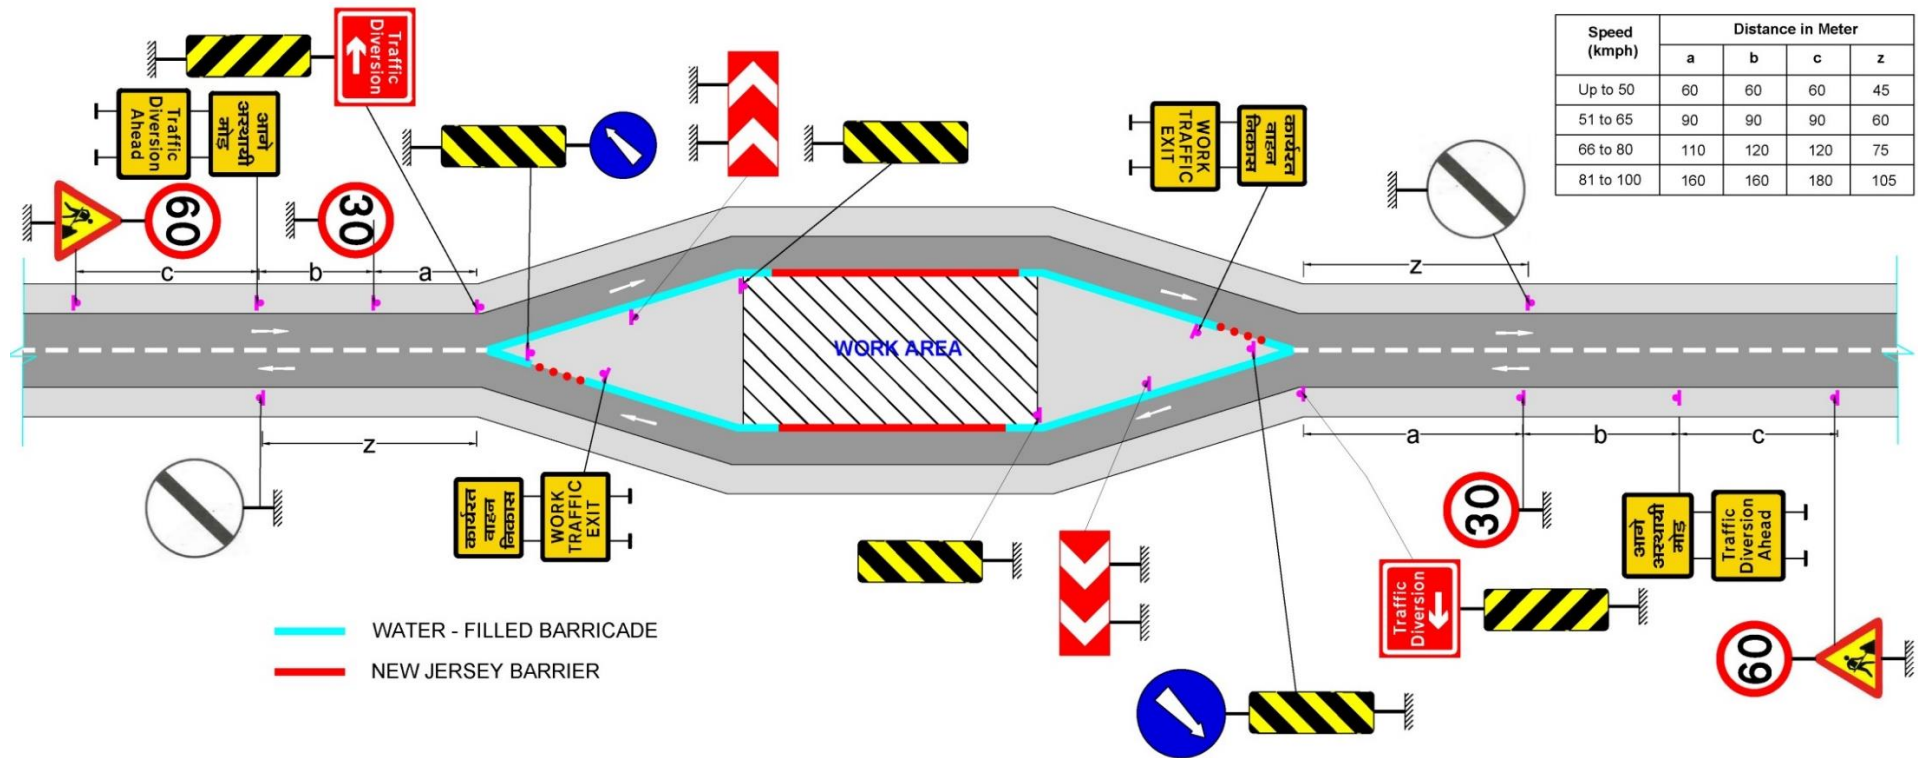 Speed (kmph)
Distance in Meter
a b c z
Up to 50 60 60 60 45
51 to 65 90 90 90 60
66 to 80 110 120 120 75
81 to 100 160 160 180 105
Traffic
Diversion
Traffic
Diversion
Ahead
आगे
अस्थायी
मोड़
60
30
c
b
a
WORK
TRAFFIC
EXIT
कार्यरत
वाहन
निकास
z
WORK AREA
z
a
b
c
कार्यरत
वाहन
निकास
WORK
TRAFFIC
EXIT
30
आगे
अस्थायी
मोड़
Traffic
Diversion
Ahead
Traffic
Diversion
60
WATER - FILLED BARRICADE
NEW JERSEY BARRIER